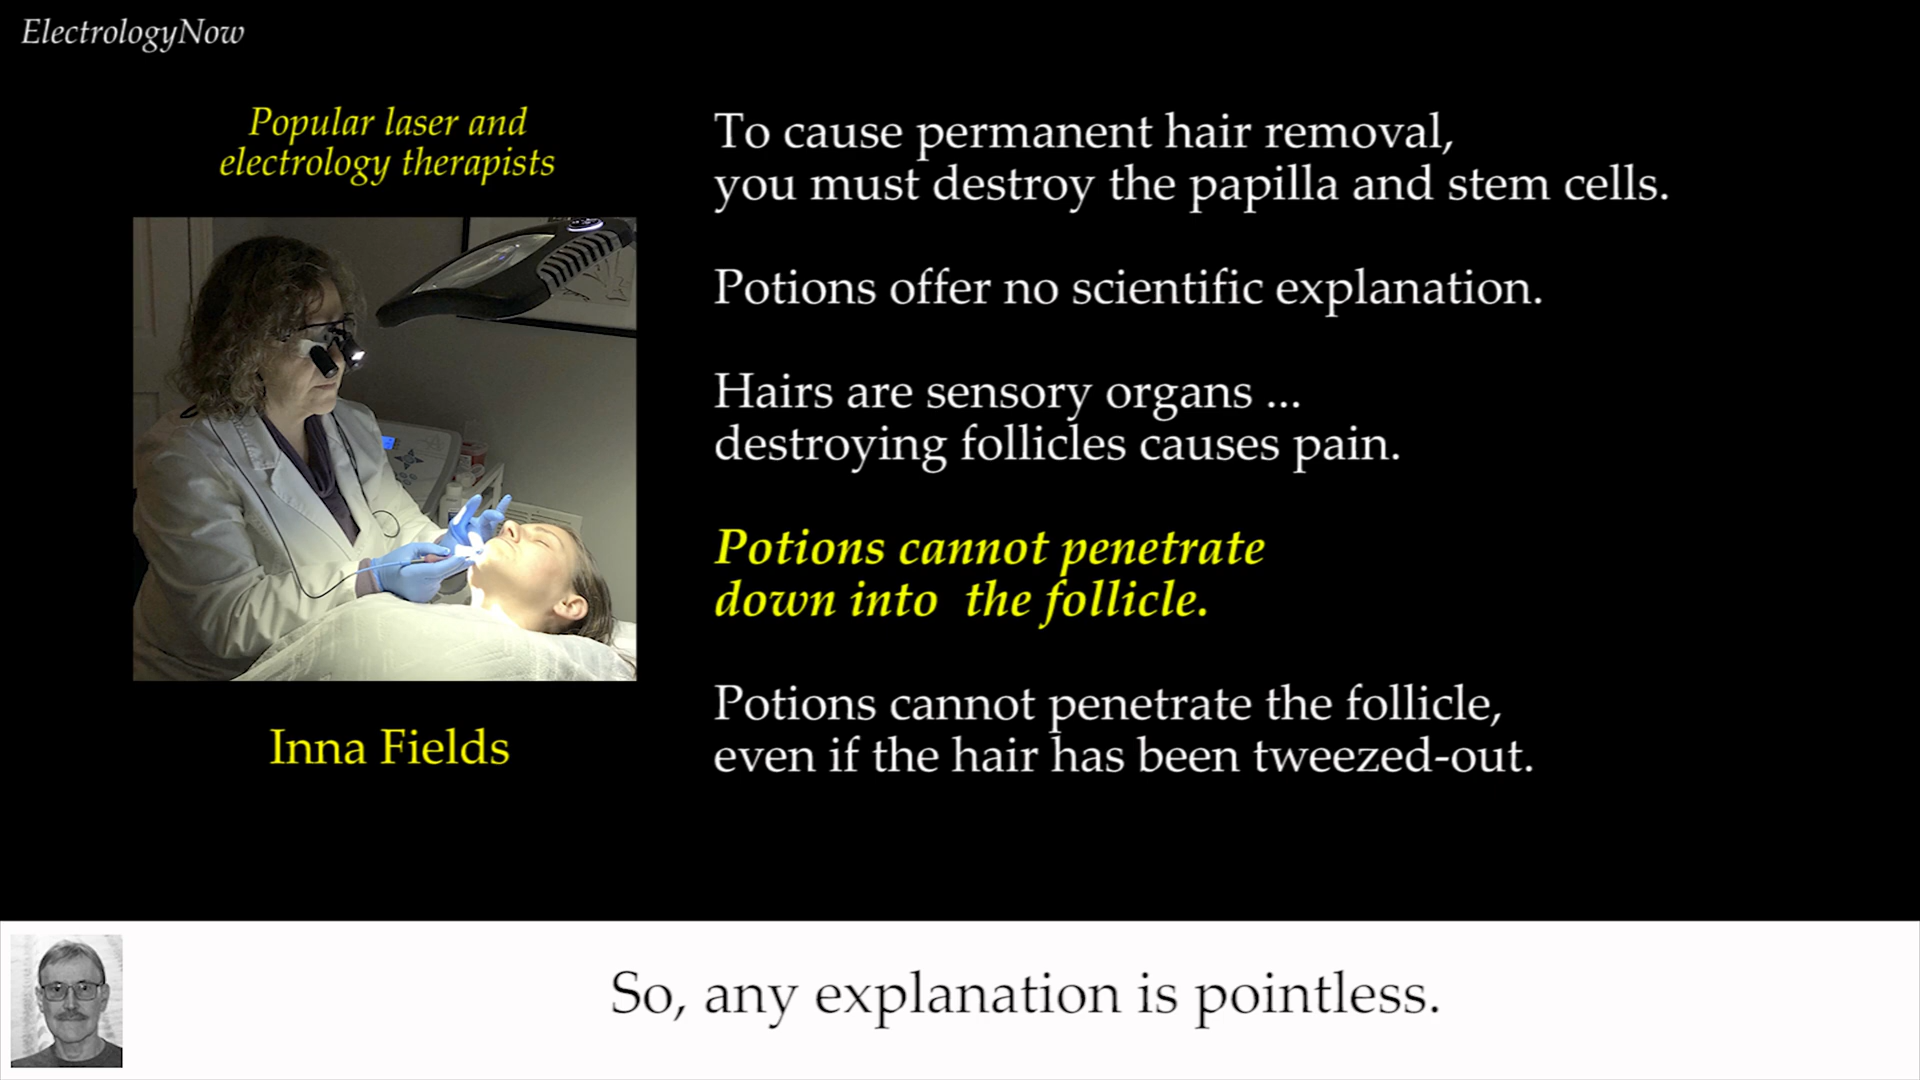 ElectrologyNow
Popular laser and
electrology therapists
Inna Fields
To cause permanent hair removal,
you must destroy the papilla and stem cells.
Potions offer no scientific explanation.
Hairs are sensory organs ...
destroying follicles causes pain.
Potions cannot penetrate
down into  the follicle.
Potions cannot penetrate the follicle,
even if the hair has been tweezed-out.
So, any explanation is pointless.